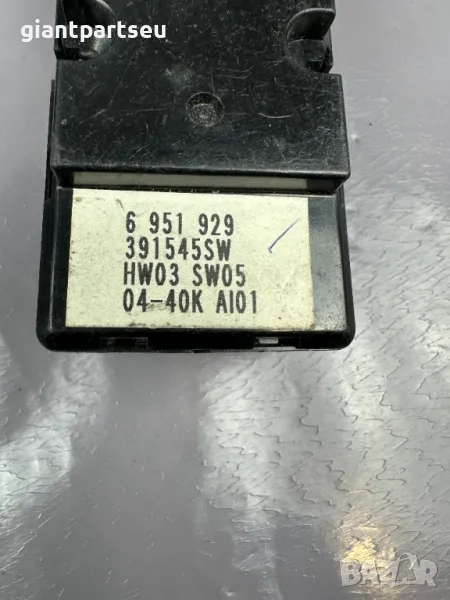 giantpartseu
6 951 929
391545SW
HW03 SW05
04-40K AI01
BAZAR